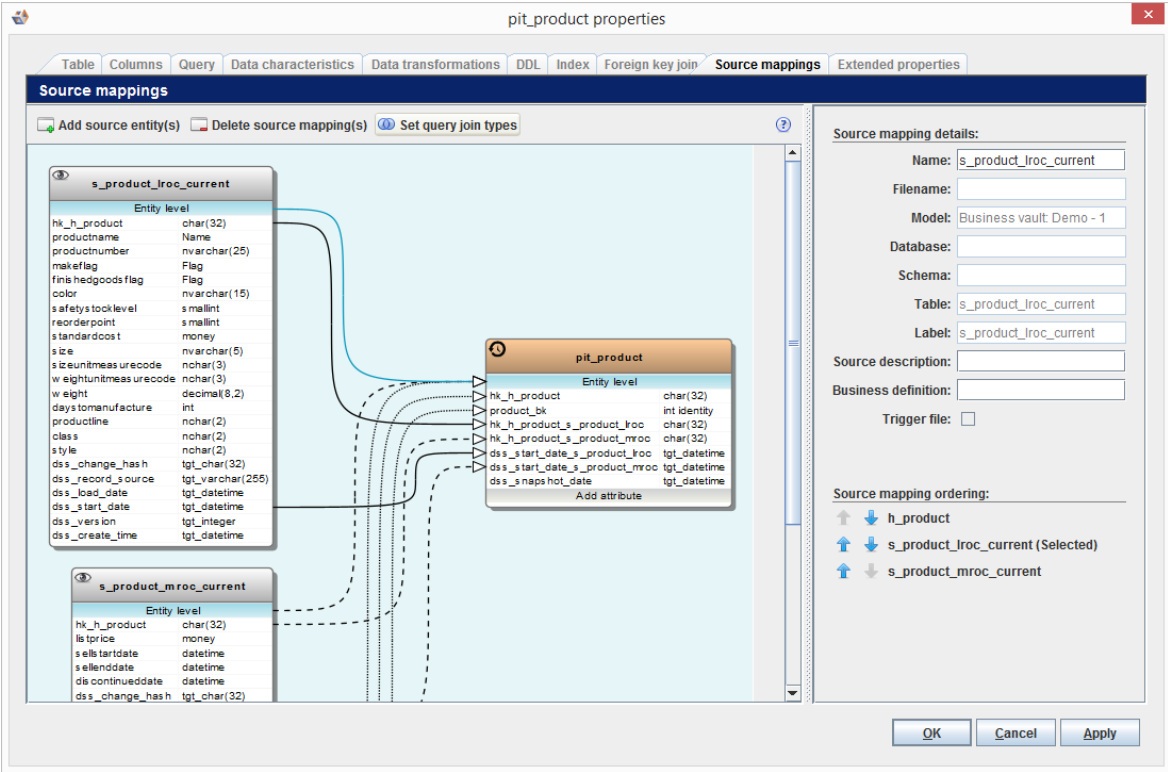 pit_product properties
Table Columns Query Data characteristics Data transformations DDL Index Foreign key join Source mappings Extended properties
Source mappings
Add source entity(s) Delete source mapping(s) Set query join types
s_product_lroc_current
Entity level
hk_h_product char(32)
productname Name
productnumber nvarchar(25)
makeflag Flag
finishedgoodsflag Flag
color nvarchar(15)
safetystocklevel smallint
reorderpoint smallint
standardcost money
size nvarchar(5)
sizeunitmeasurecode nchar(3)
weightunitmeasurecode nchar(3)
weight decimal(8,2)
daystomanufacture int
productline nchar(2)
class nchar(2)
style nchar(2)
dss_change_hash tgt_char(32)
dss_record_source tgt_varchar(255)
dss_load_date tgt_datetime
dss_start_date tgt_datetime
dss_version tgt_integer
dss_create_time tgt_datetime
s_product_mroc_current
Entity level
hk_h_product char(32)
listprice money
sellstartdate datetime
sellenddate datetime
discontinueddate datetime
dss_change_hash tgt_char(32)
pit_product
Entity level
hk_h_product char(32)
product_bk int identity
hk_h_product_s_product_lroc char(32)
hk_h_product_s_product_mroc char(32)
dss_start_date_s_product_lroc tgt_datetime
dss_start_date_s_product_mroc tgt_datetime
dss_snapshot_date tgt_datetime
Add attribute
Source mapping details:
Name: s_product_lroc_current
Filename:
Model: Business vault: Demo - 1
Database:
Schema:
Table: s_product_lroc_current
Label: s_product_lroc_current
Source description:
Business definition:
Trigger file:
Source mapping ordering:
h_product
s_product_lroc_current (Selected)
s_product_mroc_current
OK Cancel Apply